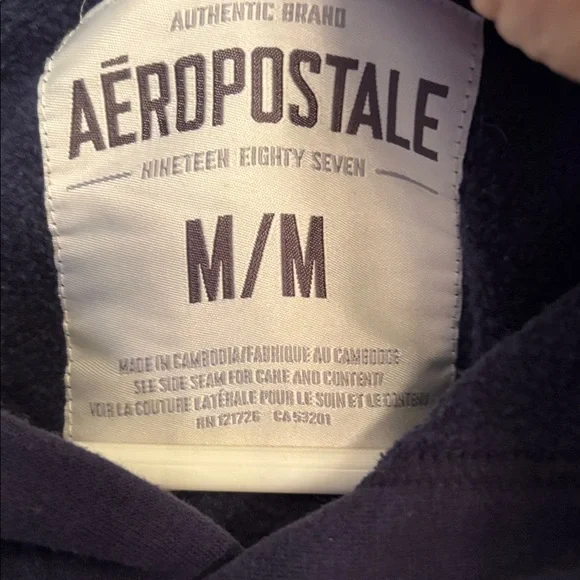 AUTHENTIC BRAND
AĒROPOSTALE
NINETEEN EIGHTY SEVEN
M/M
MADE IN CAMBODIA/FABRIQUE AU CAMBODGE
SEE SIDE SEAM FOR CARE AND CONTENT/
VOIR LA COUTURE LATÉRALE POUR LE SOIN ET LE CONTENU
RN 121726 CA 53201